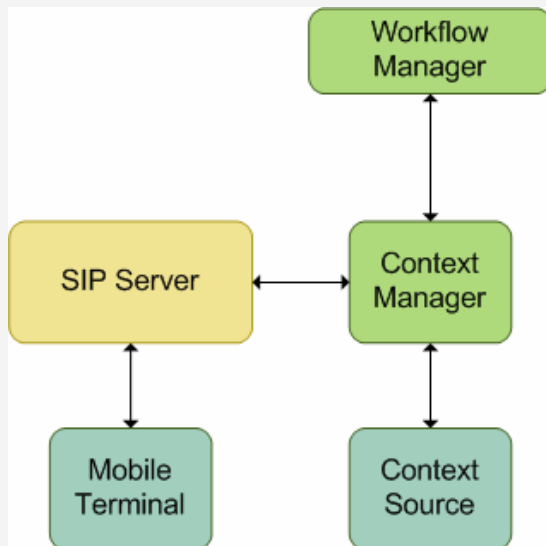 Workflow
Manager
SIP Server
Context
Manager
Mobile
Terminal
Context
Source